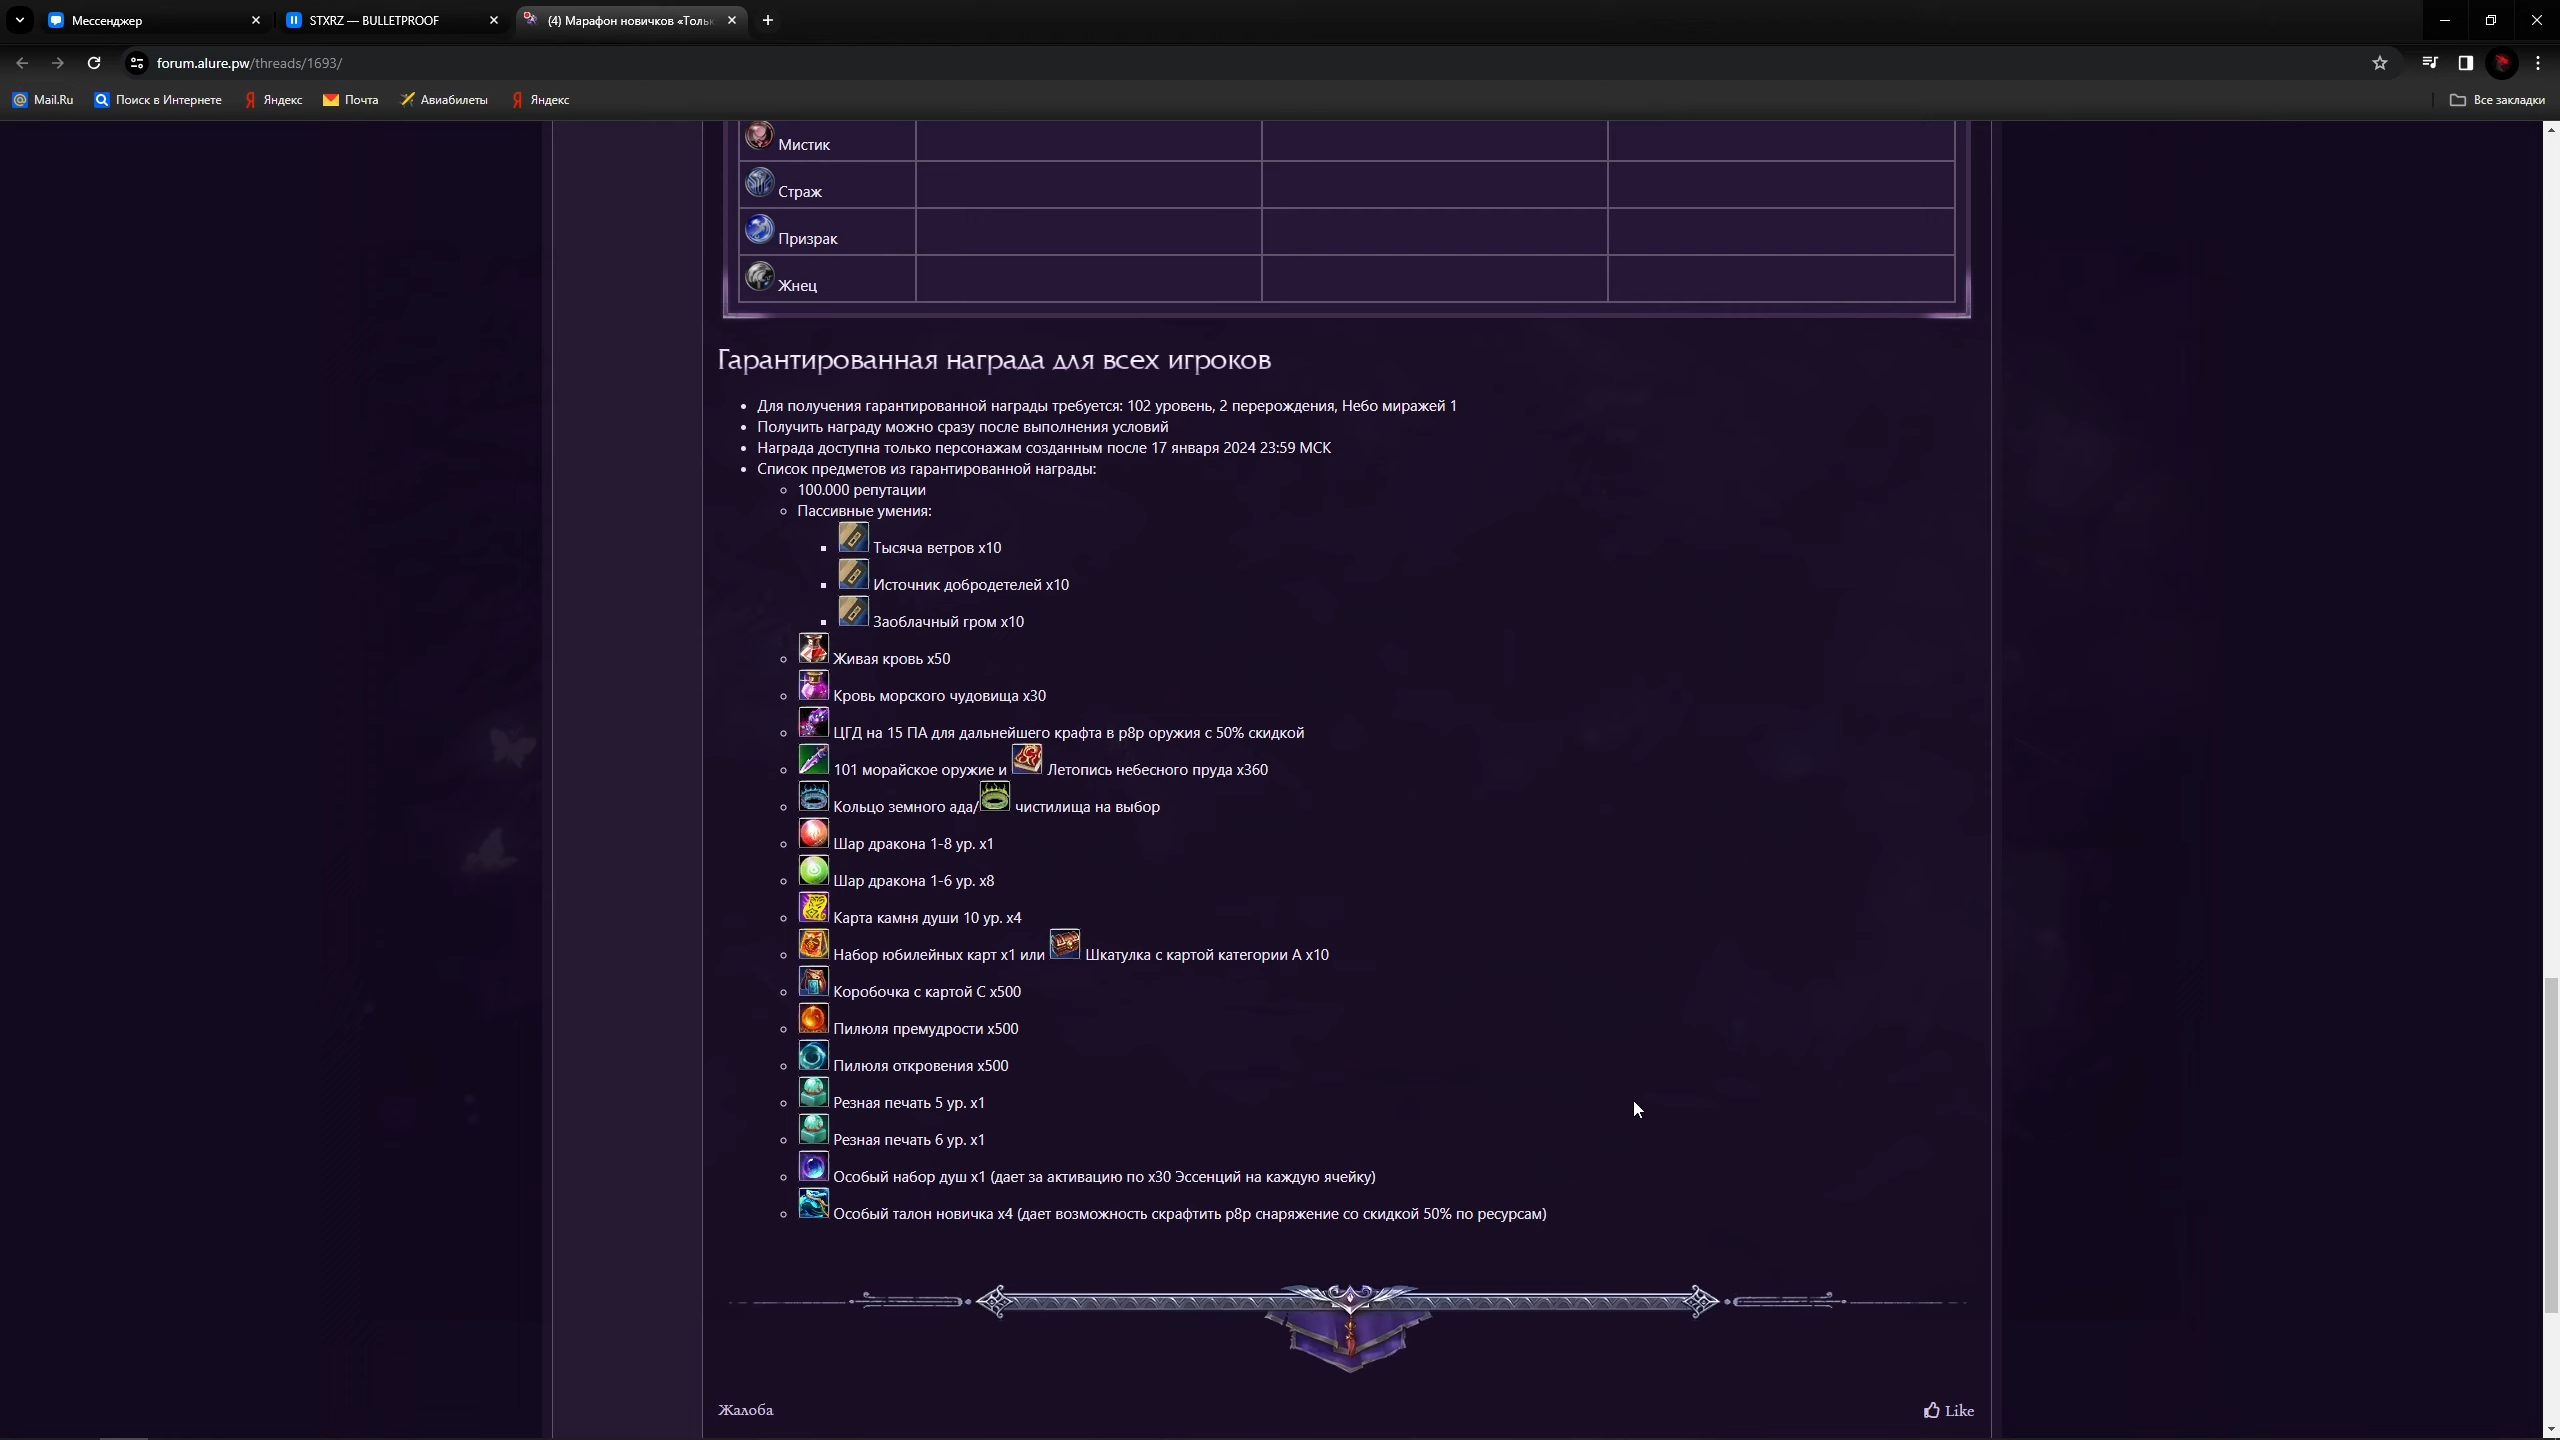 Мессенджер
STXRZ — BULLETPROOF
(4) Марафон новичков «Тольк
forum.alure.pw/threads/1693/
Mail.Ru
Поиск в Интернете
Яндекс
Почта
Авиабилеты
Яндекс
Все закладки
Мистик
Страж
Призрак
Жнец
Гарантированная награда для всех игроков
Для получения гарантированной награды требуется: 102 уровень, 2 перерождения, Небо миражей 1
Получить награду можно сразу после выполнения условий
Награда доступна только персонажам созданным после 17 января 2024 23:59 МСК
Список предметов из гарантированной награды:
100.000 репутации
Пассивные умения:
Тысяча ветров x10
Источник добродетелей x10
Заоблачный гром x10
Живая кровь x50
Кровь морского чудовища x30
ЦГД на 15 ПА для дальнейшего крафта в р8р оружия с 50% скидкой
101 морайское оружие и Летопись небесного пруда x360
Кольцо земного ада/ чистилища на выбор
Шар дракона 1-8 ур. x1
Шар дракона 1-6 ур. x8
Карта камня души 10 ур. x4
Набор юбилейных карт x1 или Шкатулка с картой категории А x10
Коробочка с картой С x500
Пилюля премудрости x500
Пилюля откровения x500
Резная печать 5 ур. x1
Резная печать 6 ур. x1
Особый набор душ x1 (дает за активацию по x30 Эссенций на каждую ячейку)
Особый талон новичка x4 (дает возможность скрафтить р8р снаряжение со скидкой 50% по ресурсам)
Жалоба
Like